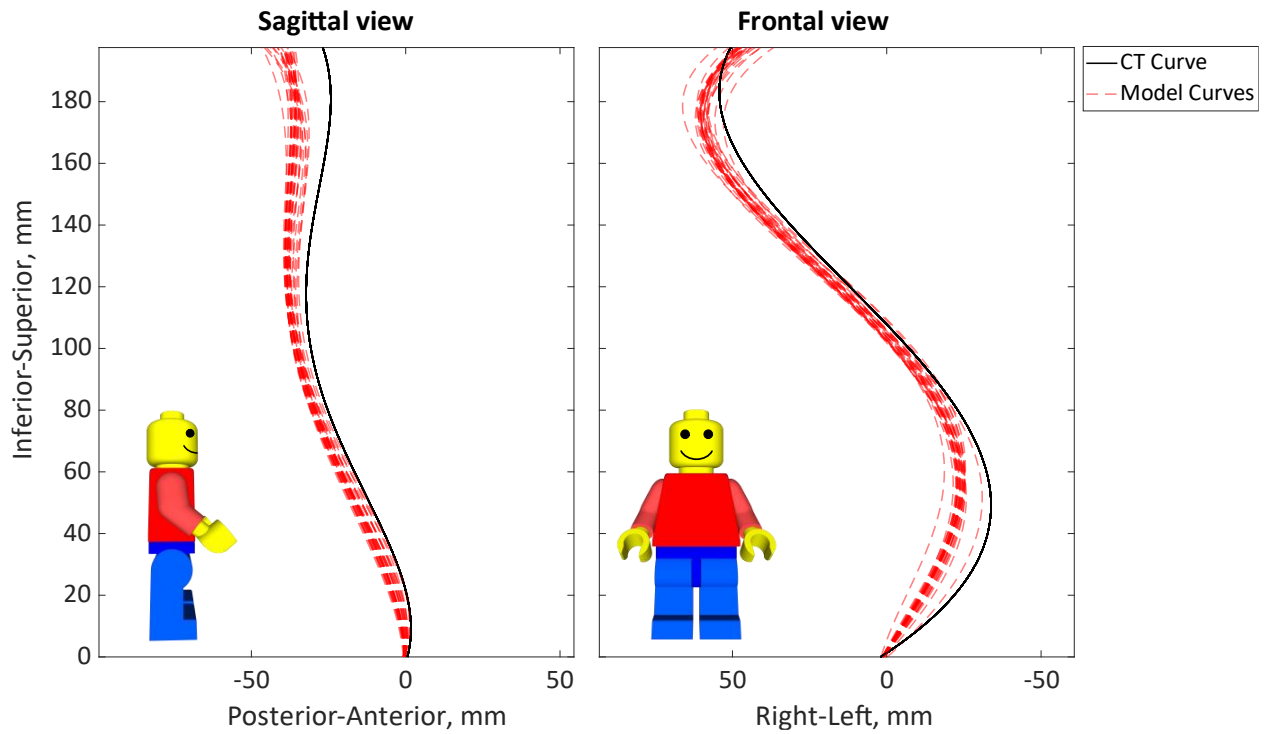 Sagittal view
Frontal view
CT Curve
Model Curves
Inferior-Superior, mm
180
160
140
120
100
80
60
40
20
0
-50
0
50
50
0
-50
Posterior-Anterior, mm
Right-Left, mm